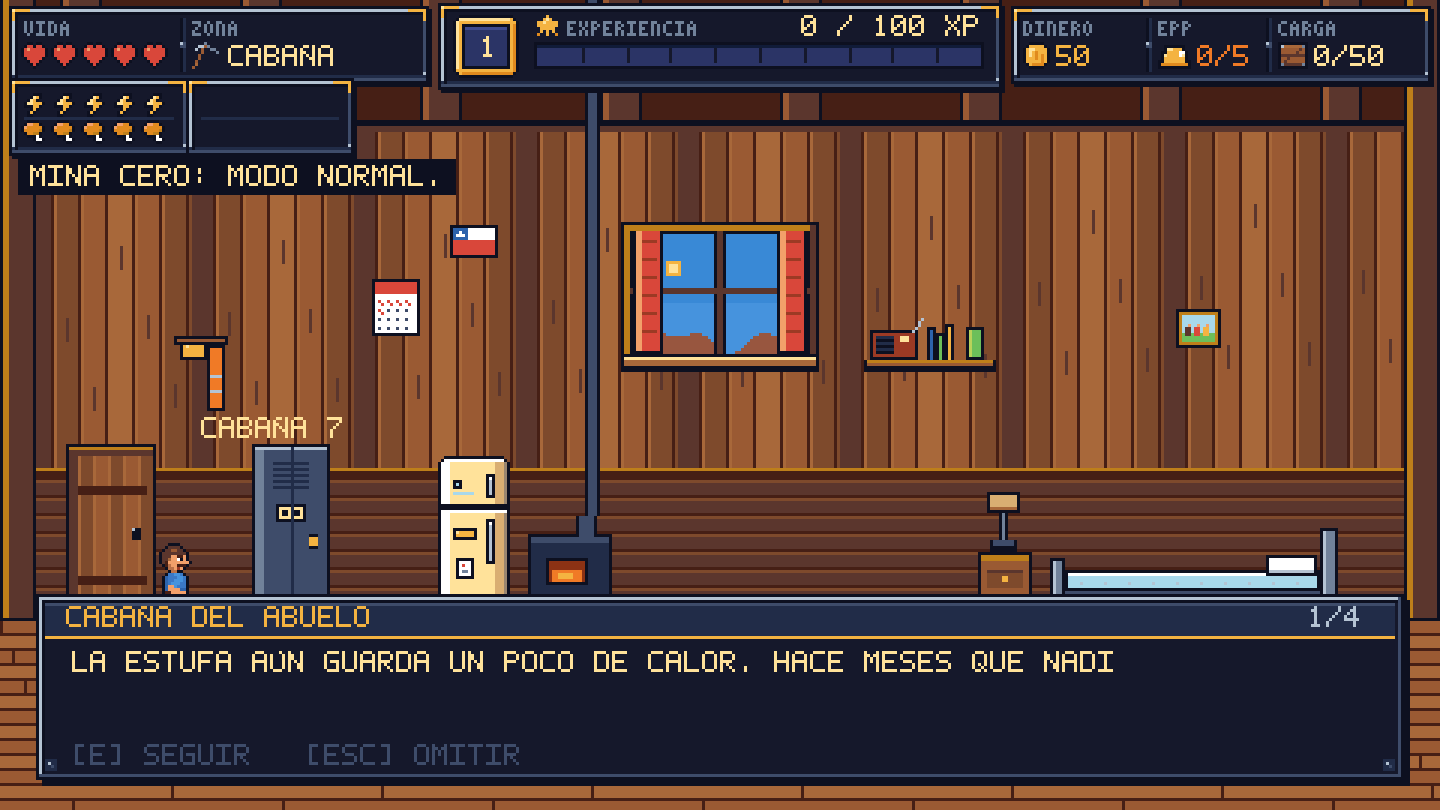 VIDA
ZONA
CABAÑA
1
EXPERIENCIA
0 / 100 XP
DINERO
50
EPP
0/5
CARGA
0/50
MINA CERO: MODO NORMAL.
CABAÑA 7
CABAÑA DEL ABUELO
1/4
LA ESTUFA AÚN GUARDA UN POCO DE CALOR. HACE MESES QUE NADI
[E] SEGUIR
[ESC] OMITIR